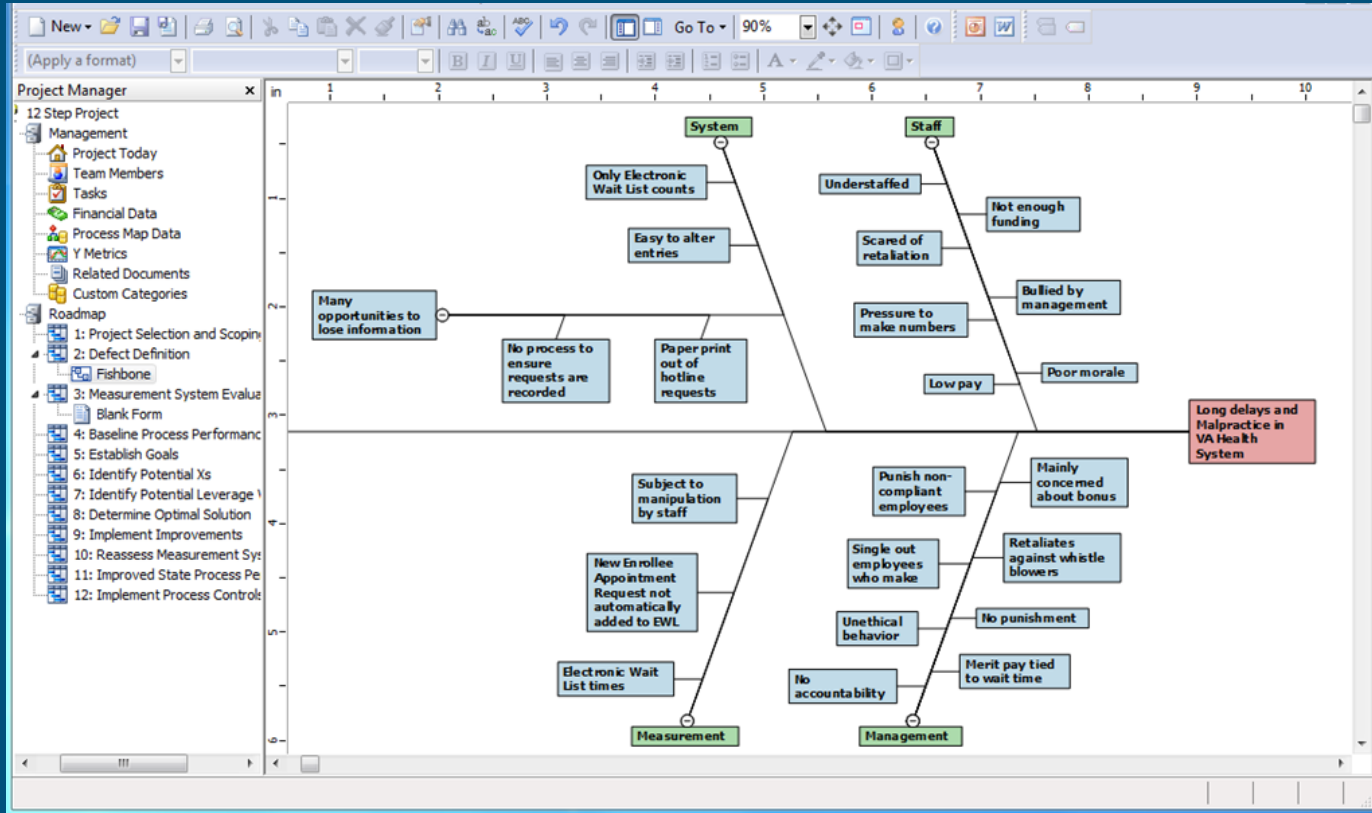 New
Go To
90%
(Apply a format)
Project Manager
12 Step Project
Management
Project Today
Team Members
Tasks
Financial Data
Process Map Data
Y Metrics
Related Documents
Custom Categories
Roadmap
1: Project Selection and Scoping
2: Defect Definition
Fishbone
3: Measurement System Evalua
Blank Form
4: Baseline Process Performanc
5: Establish Goals
6: Identify Potential Xs
7: Identify Potential Leverage
8: Determine Optimal Solution
9: Implement Improvements
10: Reassess Measurement Sys
11: Improved State Process Pe
12: Implement Process Controls
in
1 2 3 4 5 6 7 8 9 10
1
2
3
4
5
6
System
Only Electronic
Wait List counts
Easy to alter
entries
Many
opportunities to
lose information
No process to
ensure
requests are
recorded
Paper print
out of
hotline
requests
Staff
Understaffed
Not enough
funding
Scared of
retaliation
Bullied by
management
Pressure to
make numbers
Poor morale
Low pay
Long delays and
Malpractice in
VA Health
System
Subject to
manipulation
by staff
New Enrollee
Appointment
Request not
automatically
added to EWL
Electronic Wait
List times
Measurement
Punish non-
compliant
employees
Mainly
concerned
about bonus
Single out
employees
who make
Retaliates
against whistle
blowers
Unethical
behavior
No punishment
No
accountability
Merit pay tied
to wait time
Management